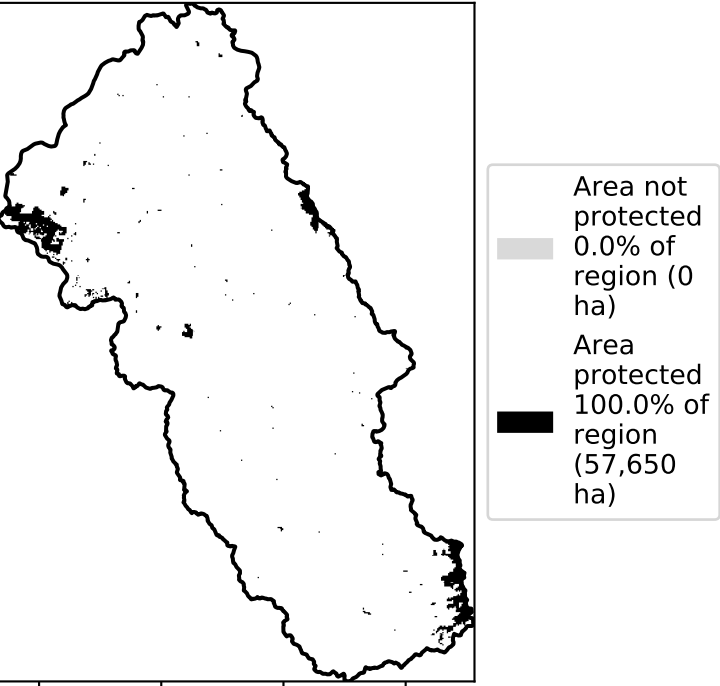 Area not
protected
0.0% of
region (0
ha)
Area
protected
100.0% of
region
(57,650
ha)